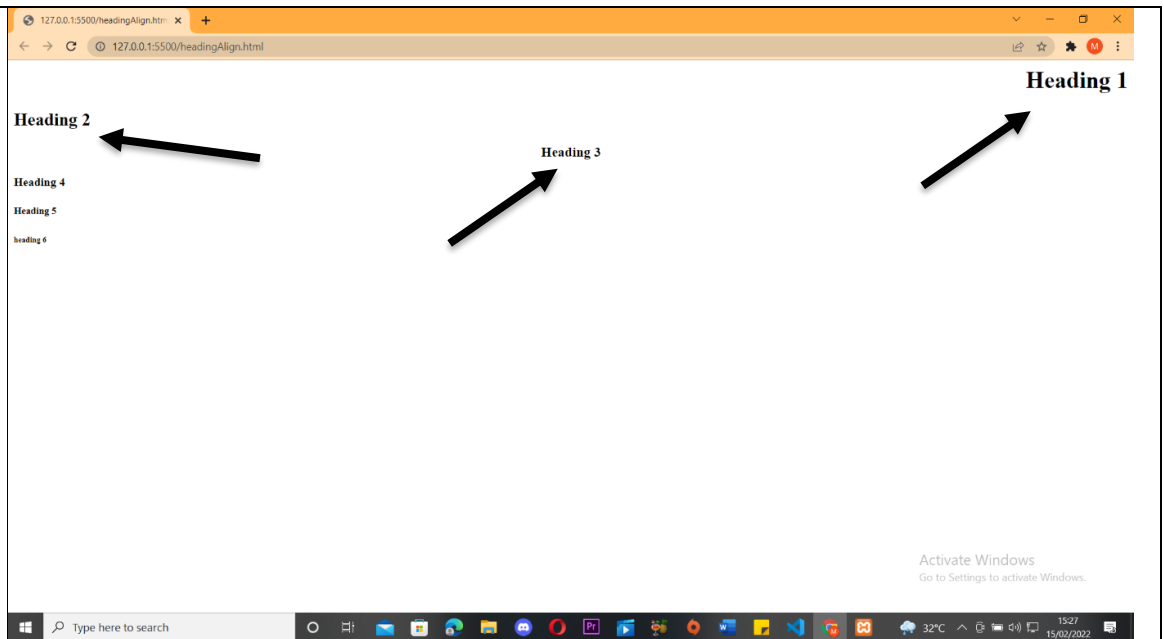 127.0.0.1:5500/headingAlign.htm
127.0.0.1:5500/headingAlign.html
M
Heading 1
Heading 2
Heading 3
Heading 4
Heading 5
heading 6
Activate Windows
Go to Settings to activate Windows.
Type here to search
Pr
W
32°C
15:27
15/02/2022